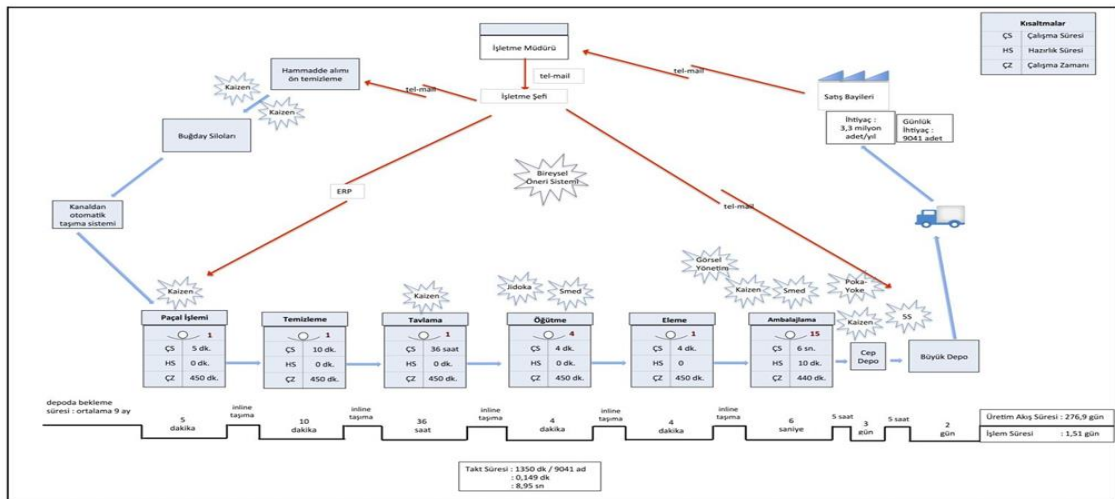 Kısaltmalar
ÇS Çalışma Süresi
HS Hazırlık Süresi
ÇZ Çalışma Zamanı
İşletme Müdürü
tel-mail
İşletme Şefi
tel-mail
Satış Bayileri
İhtiyaç :
3,3 milyon
adet/yıl
Günlük
İhtiyaç :
9041 adet
Hammadde alımı
ön temizleme
tel-mail
Kaizen
Kaizen
Buğday Siloları
Bireysel
Öneri Sistemi
ERP
Kanaldan
otomatik
taşıma sistemi
tel-mail
Kaizen
Kaizen
Jidoka
Smed
Görsel
Yönetim
Kaizen
Smed
Poka-
Yoke
Kaizen
5S
Paçal İşlemi
1
ÇS 5 dk.
HS 0 dk.
ÇZ 450 dk.
Temizleme
1
ÇS 10 dk.
HS 0 dk.
ÇZ 450 dk.
Tavlama
1
ÇS 36 saat
HS 0 dk.
ÇZ 450 dk.
Öğütme
4
ÇS 4 dk.
HS 0 dk.
ÇZ 450 dk.
Eleme
1
ÇS 4 dk.
HS 0
ÇZ 450 dk.
Ambalajlama
15
ÇS 6 sn.
HS 10 dk.
ÇZ 440 dk.
Cep
Depo
Büyük Depo
depoda bekleme
süresi : ortalama 9 ay
5
dakika
inline
taşıma
10
dakika
inline
taşıma
36
saat
inline
taşıma
4
dakika
inline
taşıma
4
dakika
inline
taşıma
6
saniye
5 saat
3
gün
5 saat
2
gün
Üretim Akış Süresi : 276,9 gün
İşlem Süresi : 1,51 gün
Takt Süresi : 1350 dk / 9041 ad
: 0,149 dk
: 8,95 sn